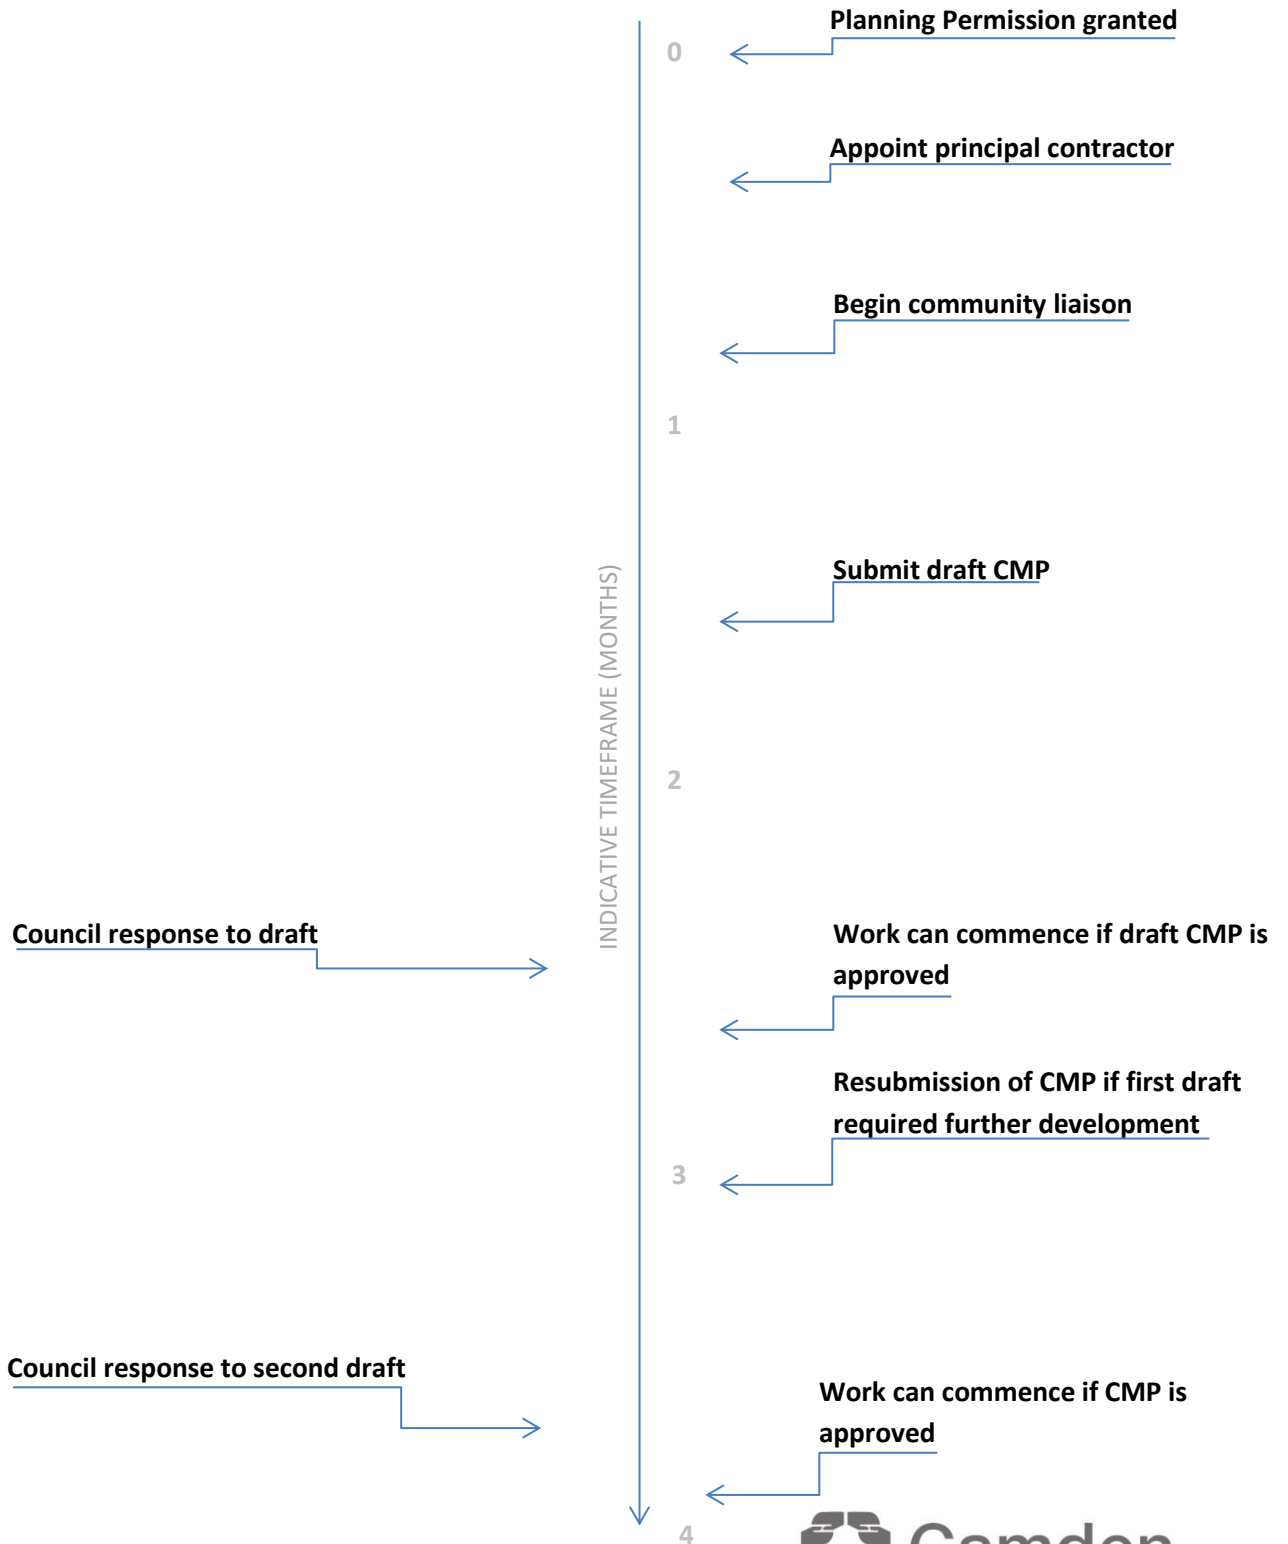 Planning Permission granted
0
Appoint principal contractor
Begin community liaison
1
Submit draft CMP
INDICATIVE TIMEFRAME (MONTHS)
2
Council response to draft
Work can commence if draft CMP is
approved
Resubmission of CMP if first draft
required further development
3
Council response to second draft
Work can commence if CMP is
approved
4
Camden